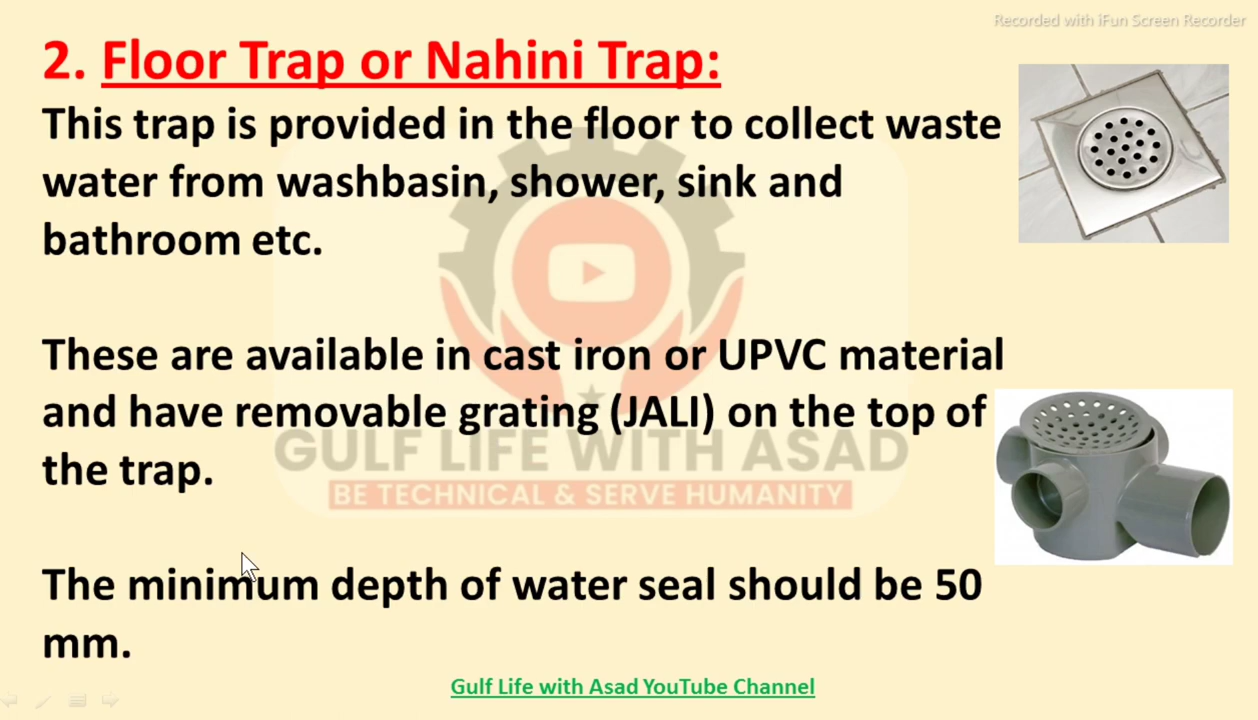 Recorded with iFun Screen Recorder
2. Floor Trap or Nahini Trap:
This trap is provided in the floor to collect waste
water from washbasin, shower, sink and
bathroom etc.
These are available in cast iron or UPVC material
and have removable grating (JALI) on the top of
the trap.
GULF LIFE WITH ASAD
BE TECHNICAL & SERVE HUMANITY
The minimum depth of water seal should be 50
mm.
Gulf Life with Asad YouTube Channel